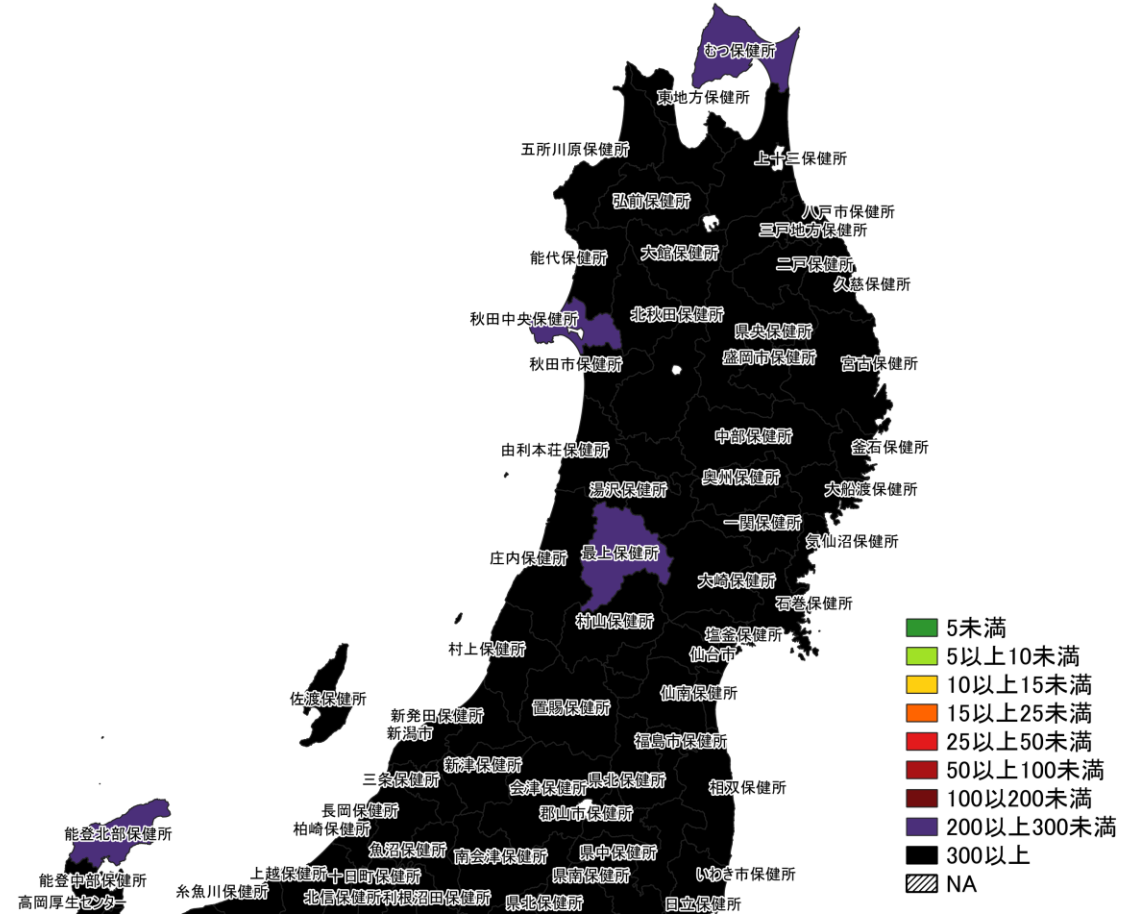 むつ保健所
東地方保健所
五所川原保健所
上十三保健所
弘前保健所
八戸市保健所
三戸地方保健所
大館保健所
能代保健所
二戸保健所
久慈保健所
北秋田保健所
秋田中央保健所
県央保健所
盛岡市保健所
秋田市保健所
宮古保健所
中部保健所
釜石保健所
由利本荘保健所
奥州保健所
湯沢保健所
大船渡保健所
一関保健所
気仙沼保健所
最上保健所
庄内保健所
大崎保健所
石巻保健所
村山保健所
塩釜保健所
村上保健所
仙台市
仙南保健所
佐渡保健所
置賜保健所
新発田保健所
新潟市
福島市保健所
新津保健所
三条保健所
県北保健所
会津保健所
相双保健所
長岡保健所
郡山市保健所
柏崎保健所
能登北部保健所
魚沼保健所
南会津保健所
県中保健所
上越保健所
十日町保健所
県南保健所
いわき市保健所
能登中部保健所
糸魚川保健所
北信保健所
利根沼田保健所
県北保健所
日立保健所
高岡厚生センター
5未満
5以上10未満
10以上15未満
15以上25未満
25以上50未満
50以上100未満
100以200未満
200以上300未満
300以上
NA